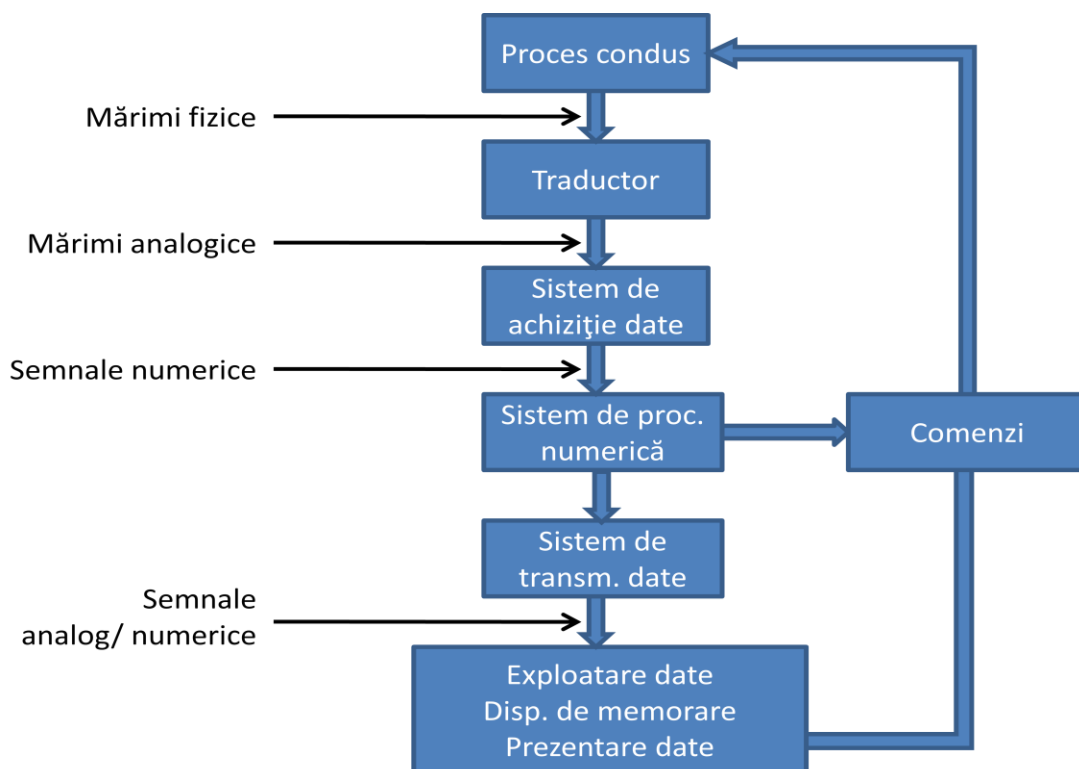 Proces condus
Mărimi fizice
Traductor
Mărimi analogice
Sistem de
achiziţie date
Semnale numerice
Sistem de proc.
numerică
Comenzi
Sistem de
transm. date
Semnale
analog/ numerice
Exploatare date
Disp. de memorare
Prezentare date